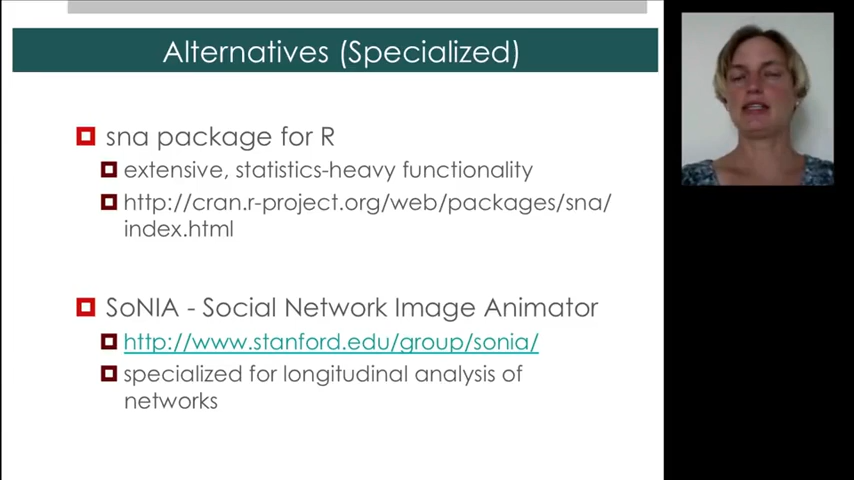 Alternatives (Specialized)
sna package for R
extensive, statistics-heavy functionality
http://cran.r-project.org/web/packages/sna/
index.html
SoNIA - Social Network Image Animator
http://www.stanford.edu/group/sonia/
specialized for longitudinal analysis of
networks